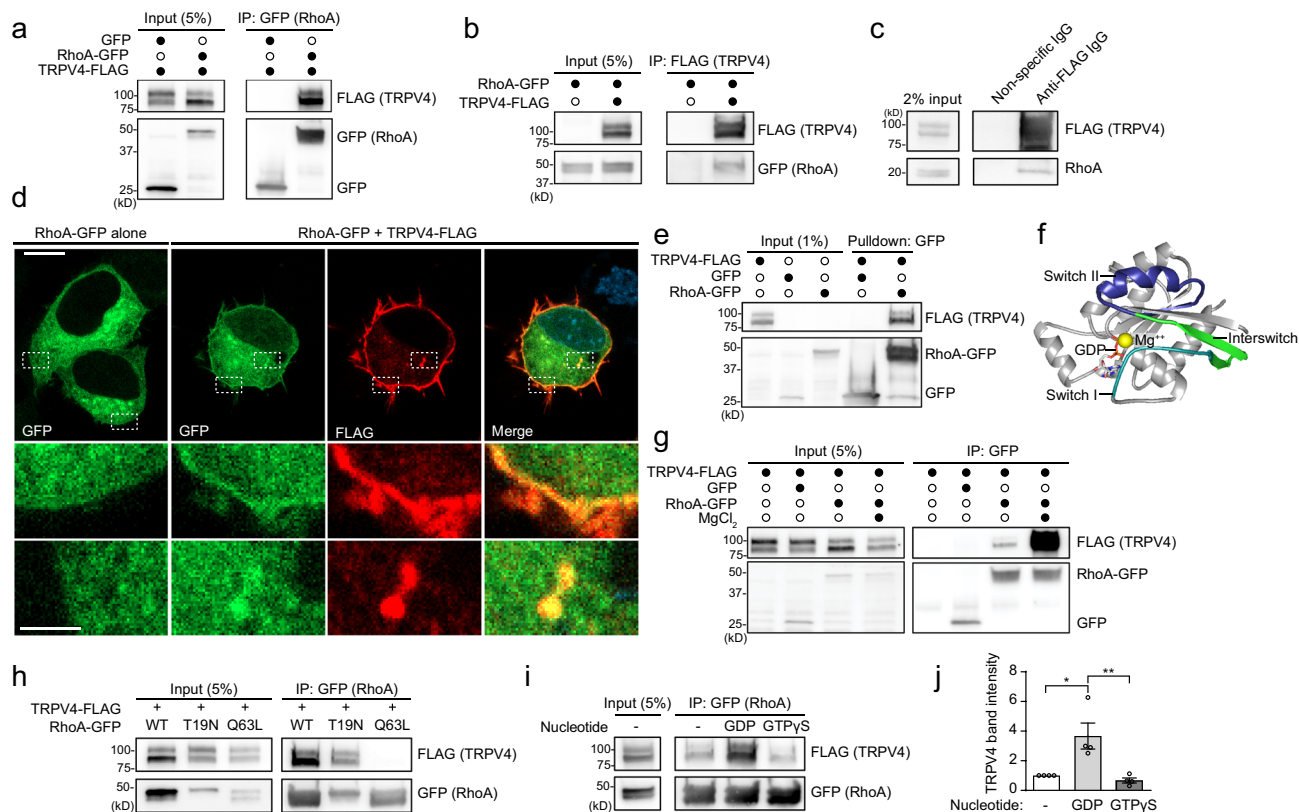 a
Input (5%) IP: GFP (RhoA)
GFP
RhoA-GFP
TRPV4-FLAG
100
75
FLAG (TRPV4)
50
37
25
(kD)
GFP (RhoA)
GFP
b
Input (5%) IP: FLAG (TRPV4)
RhoA-GFP
TRPV4-FLAG
100
75
FLAG (TRPV4)
50
37
(kD)
GFP (RhoA)
c
2% input
Non-specific IgG
Anti-FLAG IgG
(kD)
100
75
FLAG (TRPV4)
20
RhoA
d
RhoA-GFP alone RhoA-GFP + TRPV4-FLAG
GFP GFP FLAG Merge
e
Input (1%) Pulldown: GFP
TRPV4-FLAG
GFP
RhoA-GFP
100
75
FLAG (TRPV4)
50
37
25
(kD)
RhoA-GFP
GFP
f
Switch II
Mg++
GDP
Interswitch
Switch I
g
Input (5%) IP: GFP
TRPV4-FLAG
GFP
RhoA-GFP
MgCl2
100
75
FLAG (TRPV4)
50
37
25
(kD)
RhoA-GFP
GFP
h
Input (5%) IP: GFP (RhoA)
TRPV4-FLAG + + + + + +
RhoA-GFP WT T19N Q63L WT T19N Q63L
100
75
FLAG (TRPV4)
50
37
(kD)
GFP (RhoA)
i
Input (5%) IP: GFP (RhoA)
Nucleotide - - GDP GTPγS
100
75
FLAG (TRPV4)
50
37
(kD)
GFP (RhoA)
j
TRPV4 band intensity
8
6
4
2
0
* **
Nucleotide: - GDP GTPγS